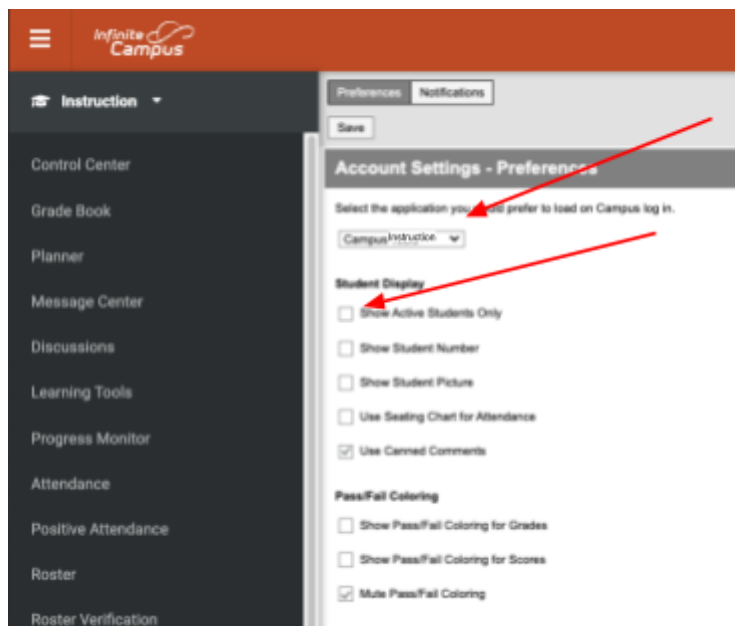 Infinite
Campus
Instruction
Control Center
Grade Book
Planner
Message Center
Discussions
Learning Tools
Progress Monitor
Attendance
Positive Attendance
Roster
Roster Verification
Preferences Notifications
Save
Account Settings - Preferences
Select the application you would prefer to load on Campus log in.
Campus Instruction
Student Display
Show Active Students Only
Show Student Number
Show Student Picture
Use Seating Chart for Attendance
Use Canned Comments
Pass/Fail Coloring
Show Pass/Fail Coloring for Grades
Show Pass/Fail Coloring for Scores
Mute Pass/Fail Coloring